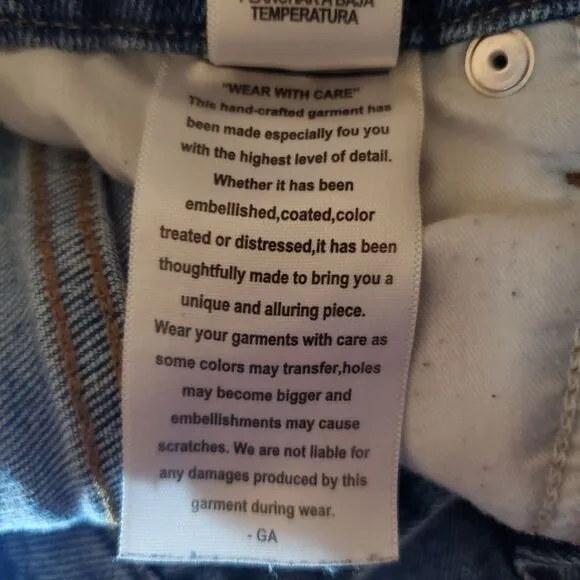 PLANCHAR A BAJA
TEMPERATURA
"WEAR WITH CARE"
This hand-crafted garment has
been made especially fou you
with the highest level of detail.
Whether it has been
embellished,coated,color
treated or distressed,it has been
thoughtfully made to bring you a
unique and alluring piece.
Wear your garments with care as
some colors may transfer,holes
may become bigger and
embellishments may cause
scratches. We are not liable for
any damages produced by this
garment during wear.
- GA